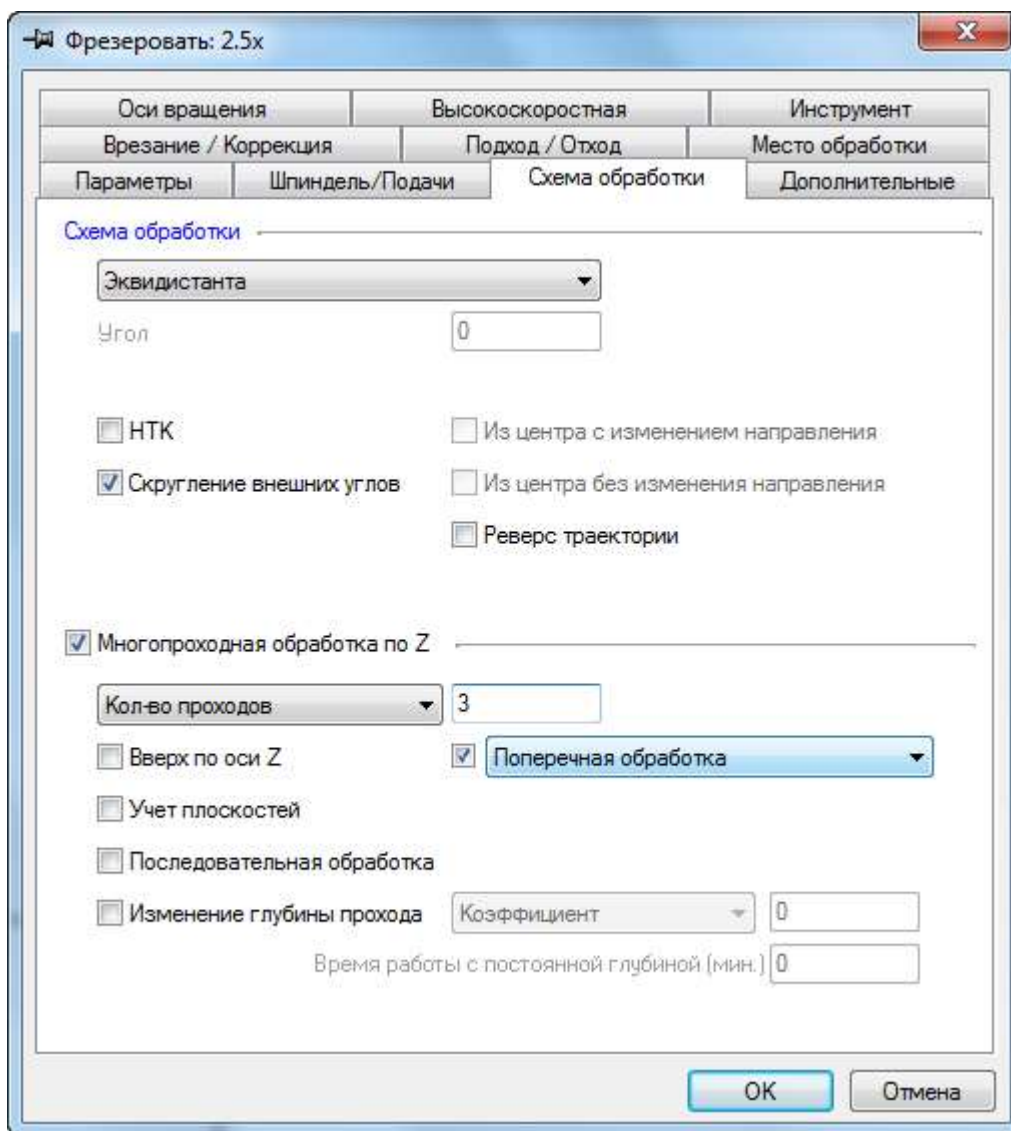 Фрезеровать: 2.5x
Оси вращения Высокоскоростная Инструмент
Врезание / Коррекция Подход / Отход Место обработки
Параметры Шпиндель/Подачи Схема обработки Дополнительные
Схема обработки
Эквидистанта
Угол 0
НТК Из центра с изменением направления
Скругление внешних углов Из центра без изменения направления
Реверс траектории
Многопроходная обработка по Z
Кол-во проходов 3
Вверх по оси Z Поперечная обработка
Учет плоскостей
Последовательная обработка
Изменение глубины прохода Коэффициент 0
Время работы с постоянной глубиной (мин.) 0
OK Отмена